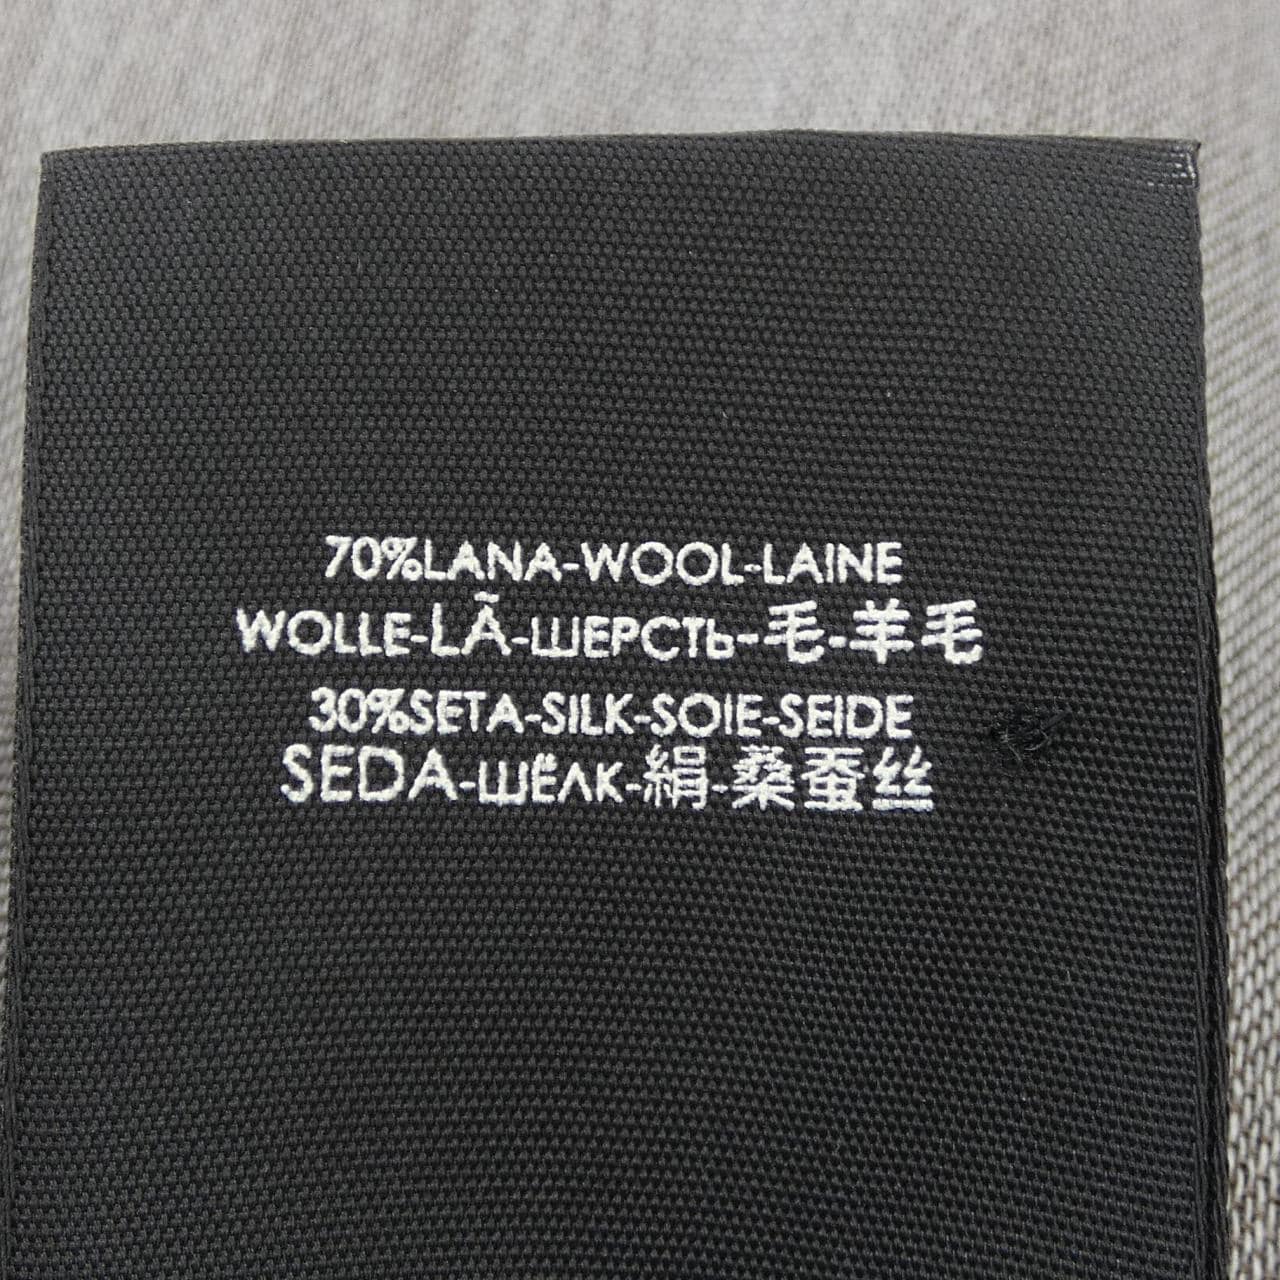 70%LANA-WOOL-LAINE
WOLLE-LÃ-ШЕРСТЬ-毛-羊毛
30%SETA-SILK-SOIE-SEIDE
SEDA-ШЁЛК-絹-桑蚕丝